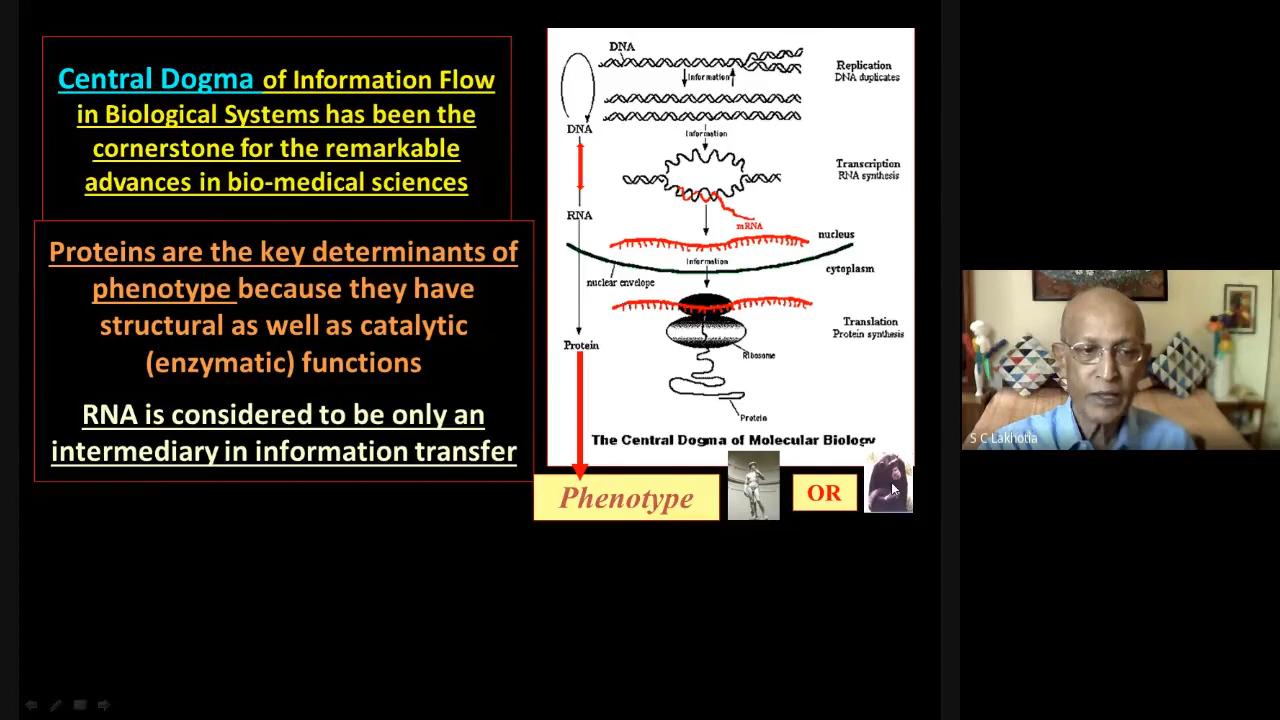 Central Dogma of Information Flow
in Biological Systems has been the
cornerstone for the remarkable
advances in bio-medical sciences
Proteins are the key determinants of
phenotype because they have
structural as well as catalytic
(enzymatic) functions
RNA is considered to be only an
intermediary in information transfer
DNA
Information
Replication
DNA duplicates
DNA
Information
Transcription
RNA synthesis
RNA
mRNA
nucleus
Information
cytoplasm
nuclear envelope
Translation
Protein synthesis
Protein
Ribosome
Protein
The Central Dogma of Molecular Biology
Phenotype
OR
S C Lakhotia